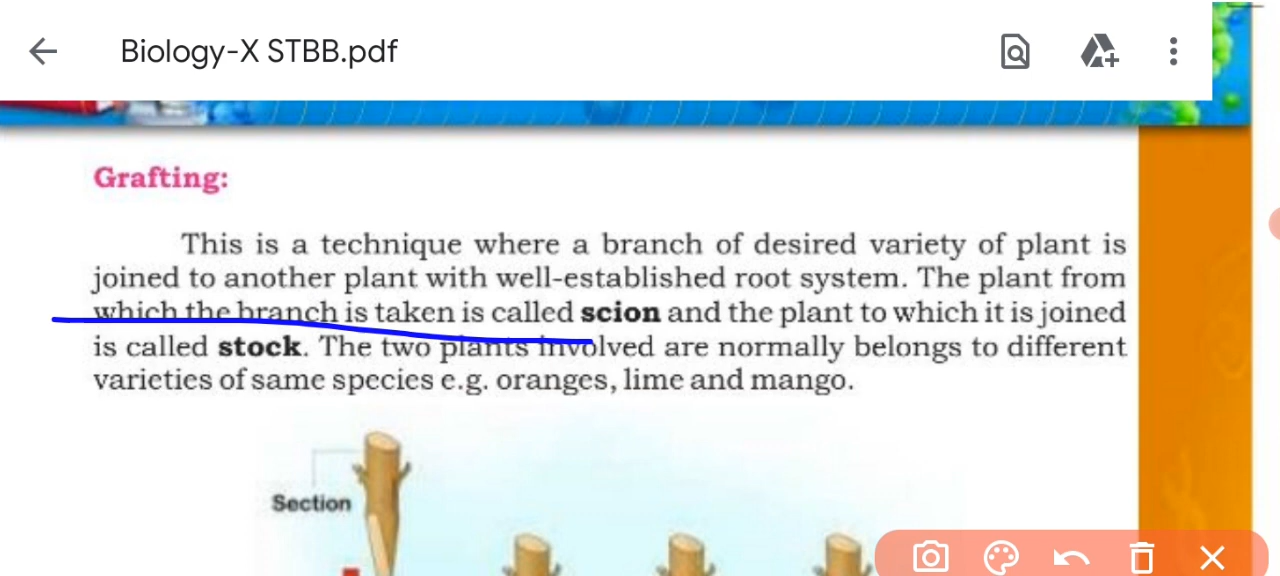 Biology-X STBB.pdf
Grafting:
This is a technique where a branch of desired variety of plant is
joined to another plant with well-established root system. The plant from
which the branch is taken is called scion and the plant to which it is joined
is called stock. The two plants involved are normally belongs to different
varieties of same species e.g. oranges, lime and mango.
Section